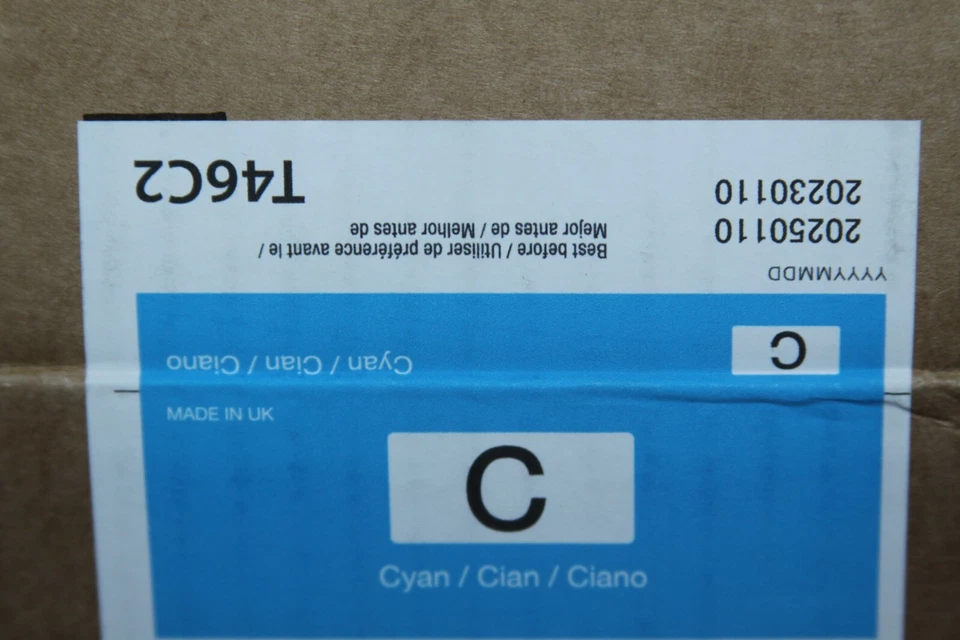 C
Cyan / Cian / Ciano
YYYYMMDD
20250110
20230110
Best before / Utiliser de préférence avant le /
Mejor antes de / Melhor antes de
T46C2
MADE IN UK
C
Cyan / Cian / Ciano